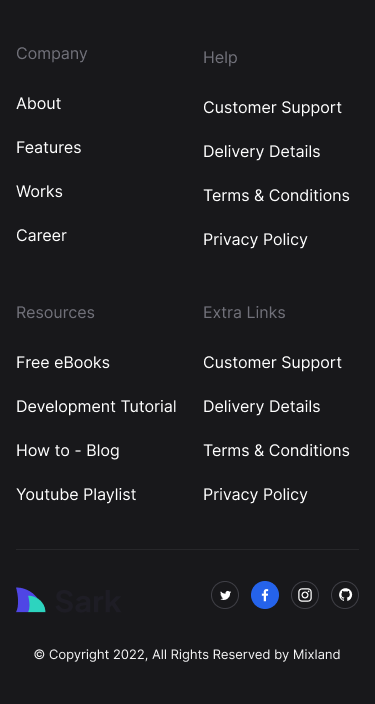 Company
About
Features
Works
Career
Help
Customer Support
Delivery Details
Terms & Conditions
Privacy Policy
Resources
Free eBooks
Development Tutorial
How to - Blog
Youtube Playlist
Extra Links
Customer Support
Delivery Details
Terms & Conditions
Privacy Policy
Sark
© Copyright 2022, All Rights Reserved by Mixland